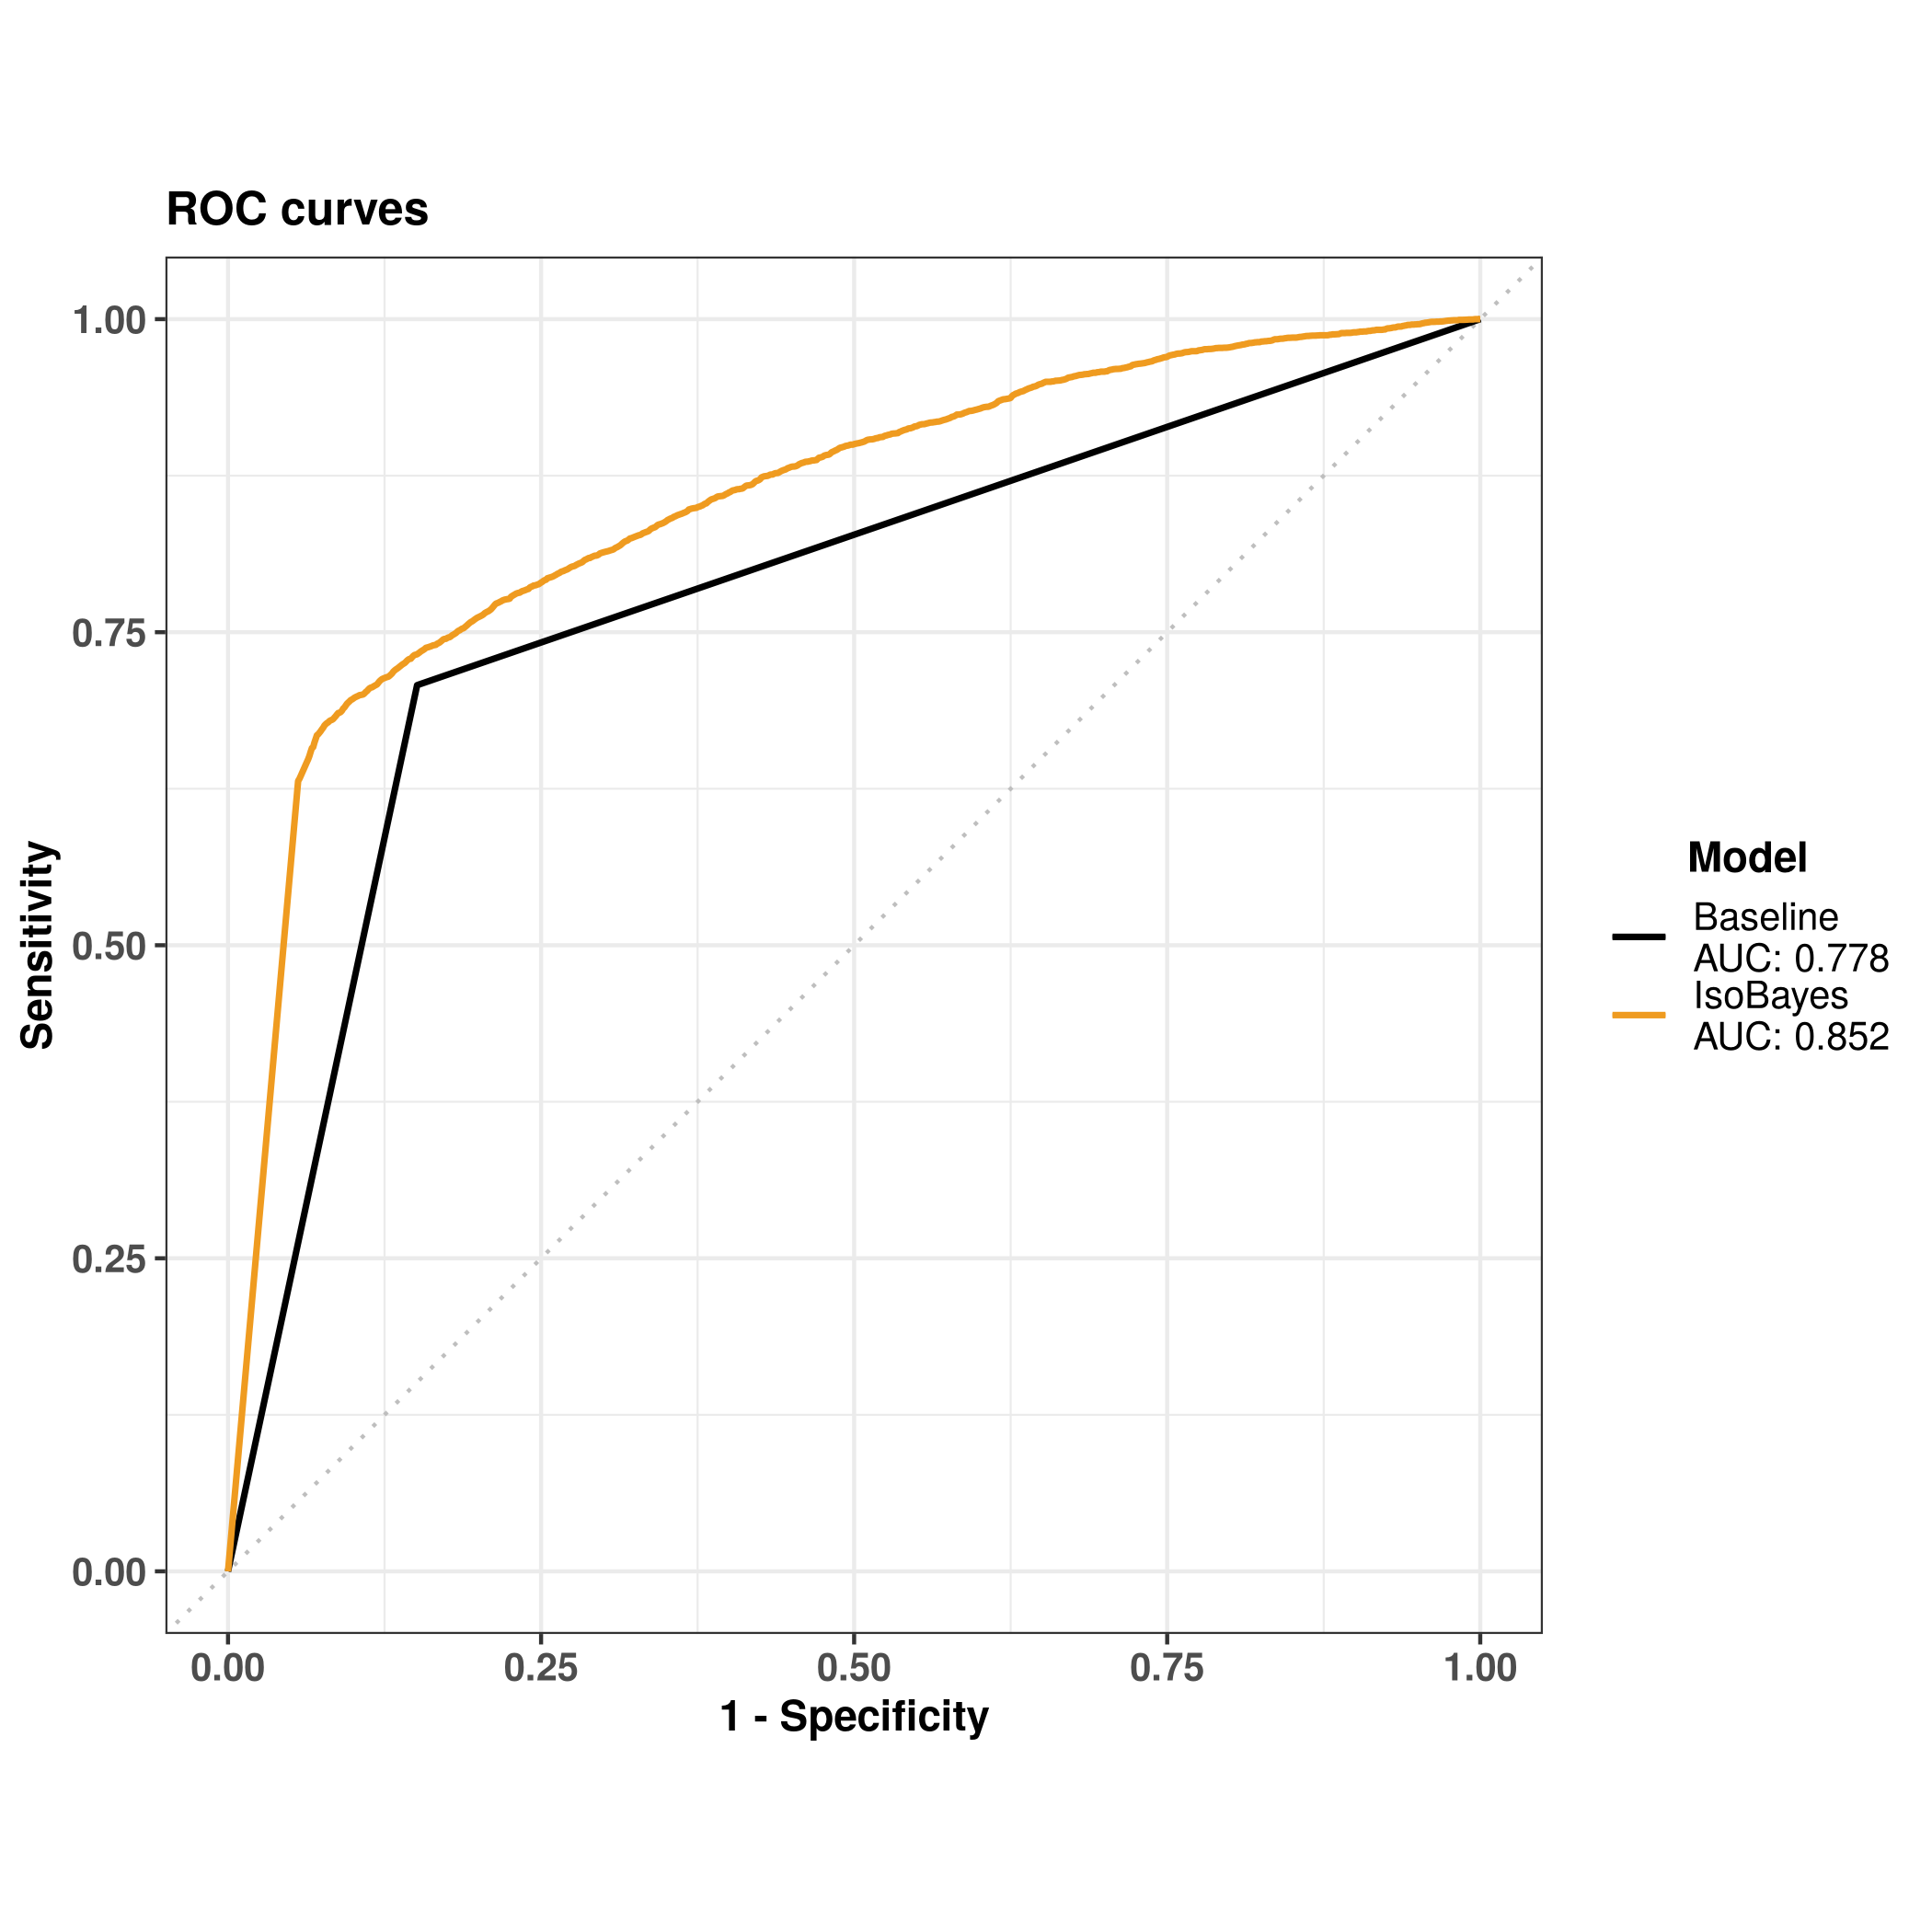 ROC curves
1.00
0.75
0.50
0.25
0.00
Sensitivity
0.00 0.25 0.50 0.75 1.00
1 - Specificity
Model
Baseline
AUC: 0.778
IsoBayes
AUC: 0.852